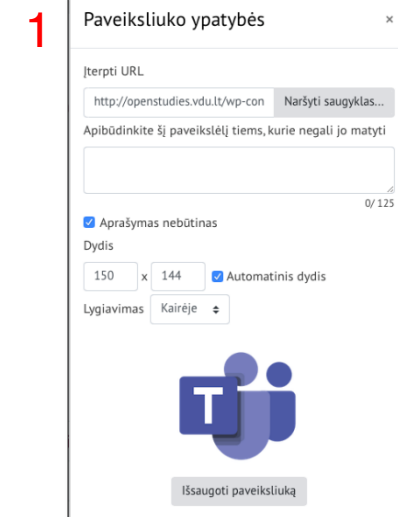 1
Paveiksliuko ypatybės ×
Įterpti URL
http://openstudies.vdu.lt/wp-con Naršyti saugyklas...
Apibūdinkite šį paveikslėlį tiems, kurie negali jo matyti
0/ 125
Aprašymas nebūtinas
Dydis
150 x 144 Automatinis dydis
Lygiavimas Kairėje
T
Išsaugoti paveiksliuką